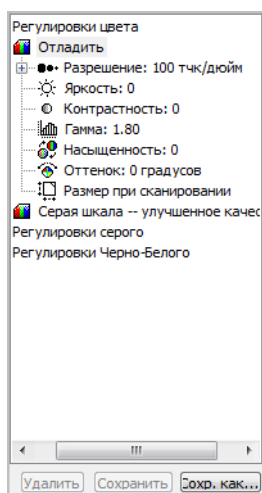 Регулировки цвета
Отладить
Разрешение: 100 тчк/дюйм
Яркость: 0
Контрастность: 0
Гамма: 1.80
Насыщенность: 0
Оттенок: 0 градусов
Размер при сканировании
Серая шкала -- улучшенное качес
Регулировки серого
Регулировки Черно-Белого
Удалить Сохранить Сохр. как...